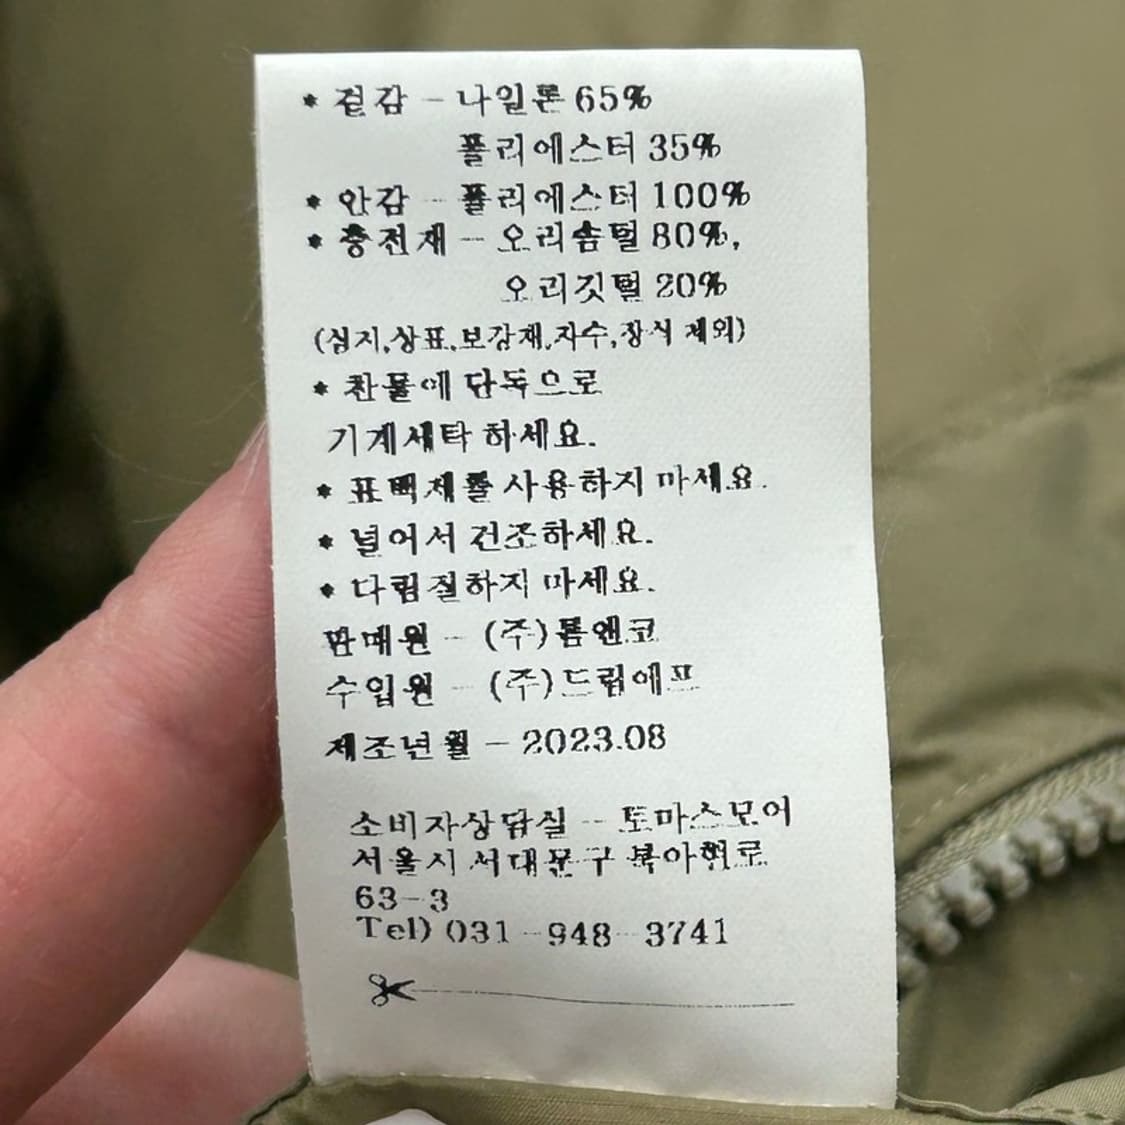 * 겉감 - 나일론 65%
폴리에스터 35%
* 안감 - 폴리에스터 100%
* 충전재 - 오리솜털 80%,
오리깃털 20%
(심지,상표,보강재,자수,장식 제외)
* 찬물에 단독으로
기계세탁 하세요.
* 표백제를 사용하지 마세요.
* 널어서 건조하세요.
* 다림질하지 마세요.
판매원 - (주)톰앤코
수입원 - (주)드림에프
제조년월 - 2023.08
소비자상담실 - 토마스모어
서울시 서대문구 북아현로
63-3
Tel) 031-948-3741